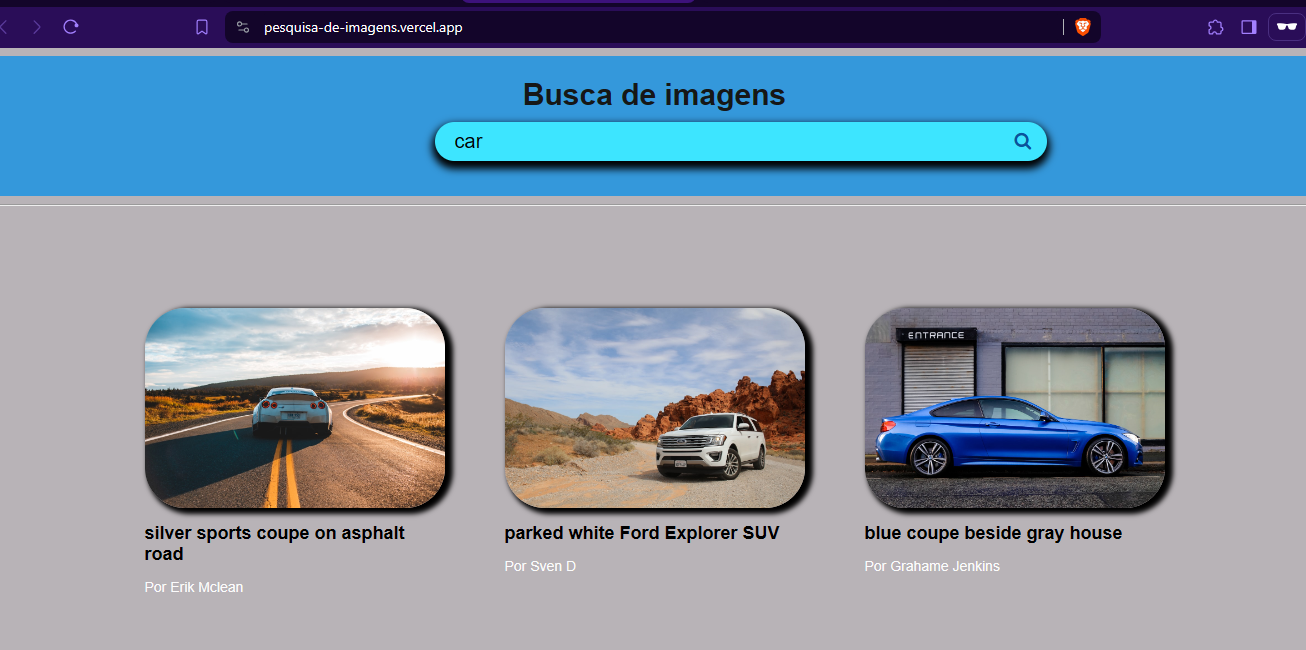 pesquisa-de-imagens.vercel.app
Busca de imagens
car
ENTRANCE
silver sports coupe on asphalt
road
Por Erik Mclean
parked white Ford Explorer SUV
Por Sven D
blue coupe beside gray house
Por Grahame Jenkins